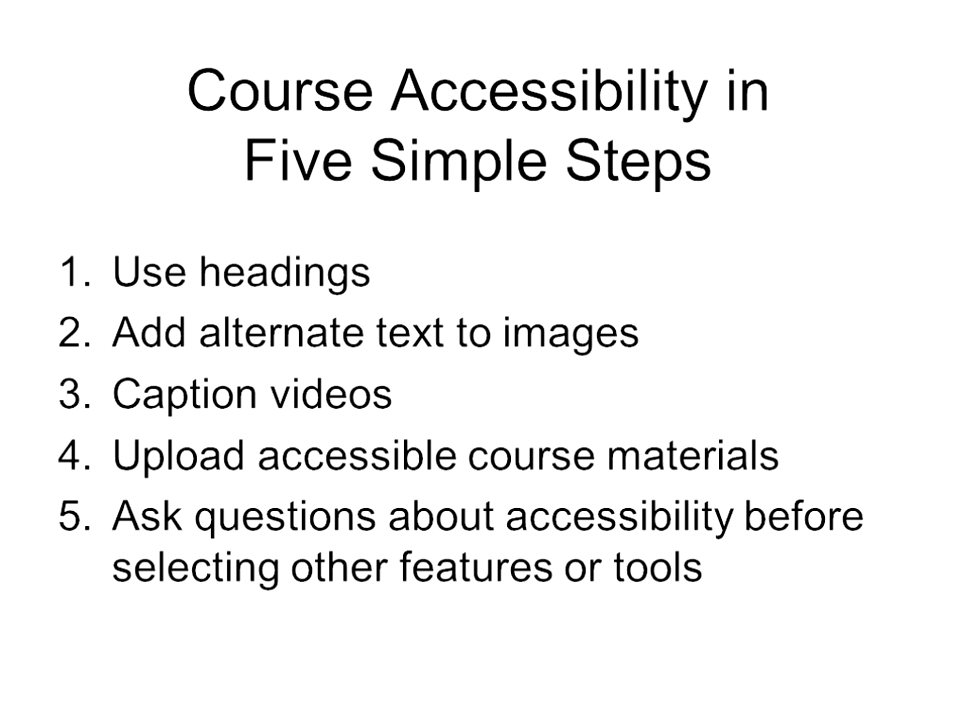 Course Accessibility in
Five Simple Steps
1. Use headings
2. Add alternate text to images
3. Caption videos
4. Upload accessible course materials
5. Ask questions about accessibility before
selecting other features or tools